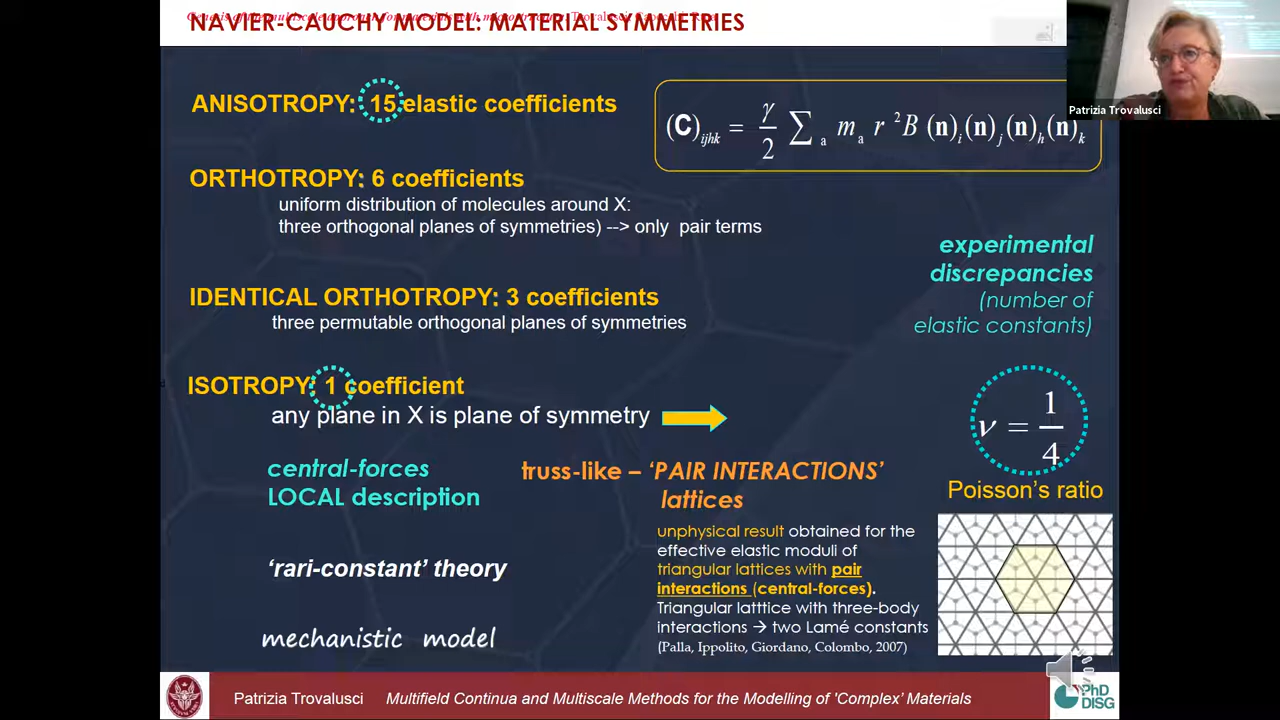 NAVIER-CAUCHY MODEL: MATERIAL SYMMETRIES
Patrizia Trovalusci
ANISOTROPY: 15 elastic coefficients
(C)ijhk = γ/2 ∑a ma r ²B (n)i(n)j(n)h(n)k
ORTHOTROPY: 6 coefficients
uniform distribution of molecules around X:
three orthogonal planes of symmetries) --> only pair terms
experimental
discrepancies
(number of
elastic constants)
IDENTICAL ORTHOTROPY: 3 coefficients
three permutable orthogonal planes of symmetries
ISOTROPY: 1 coefficient
any plane in X is plane of symmetry
ν = 1/4
Poisson's ratio
central-forces
LOCAL description
truss-like – 'PAIR INTERACTIONS'
lattices
unphysical result obtained for the
effective elastic moduli of
triangular lattices with pair
interactions (central-forces).
Triangular latttice with three-body
interactions → two Lamé constants
(Palla, Ippolito, Giordano, Colombo, 2007)
'rari-constant' theory
mechanistic model
Patrizia Trovalusci
Multifield Continua and Multiscale Methods for the Modelling of 'Complex' Materials
PhD
DISG